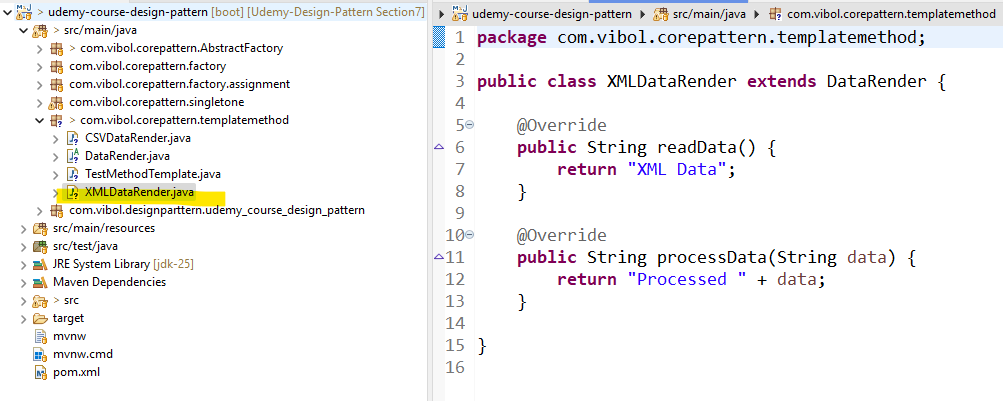 udemy-course-design-pattern [boot] [Udemy-Design-Pattern Section7]
> src/main/java
> com.vibol.corepattern.AbstractFactory
com.vibol.corepattern.factory
com.vibol.corepattern.factory.assignment
com.vibol.corepattern.singletone
> com.vibol.corepattern.templatemethod
CSVDataRender.java
DataRender.java
TestMethodTemplate.java
XMLDataRender.java
com.vibol.designparttern.udemy_course_design_pattern
src/main/resources
src/test/java
JRE System Library [jdk-25]
Maven Dependencies
> src
target
mvnw
mvnw.cmd
pom.xml
udemy-course-design-pattern src/main/java com.vibol.corepattern.templatemethod
1 package com.vibol.corepattern.templatemethod;
2
3 public class XMLDataRender extends DataRender {
4
5 @Override
6 public String readData() {
7 return "XML Data";
8 }
9
10 @Override
11 public String processData(String data) {
12 return "Processed " + data;
13 }
14
15 }
16